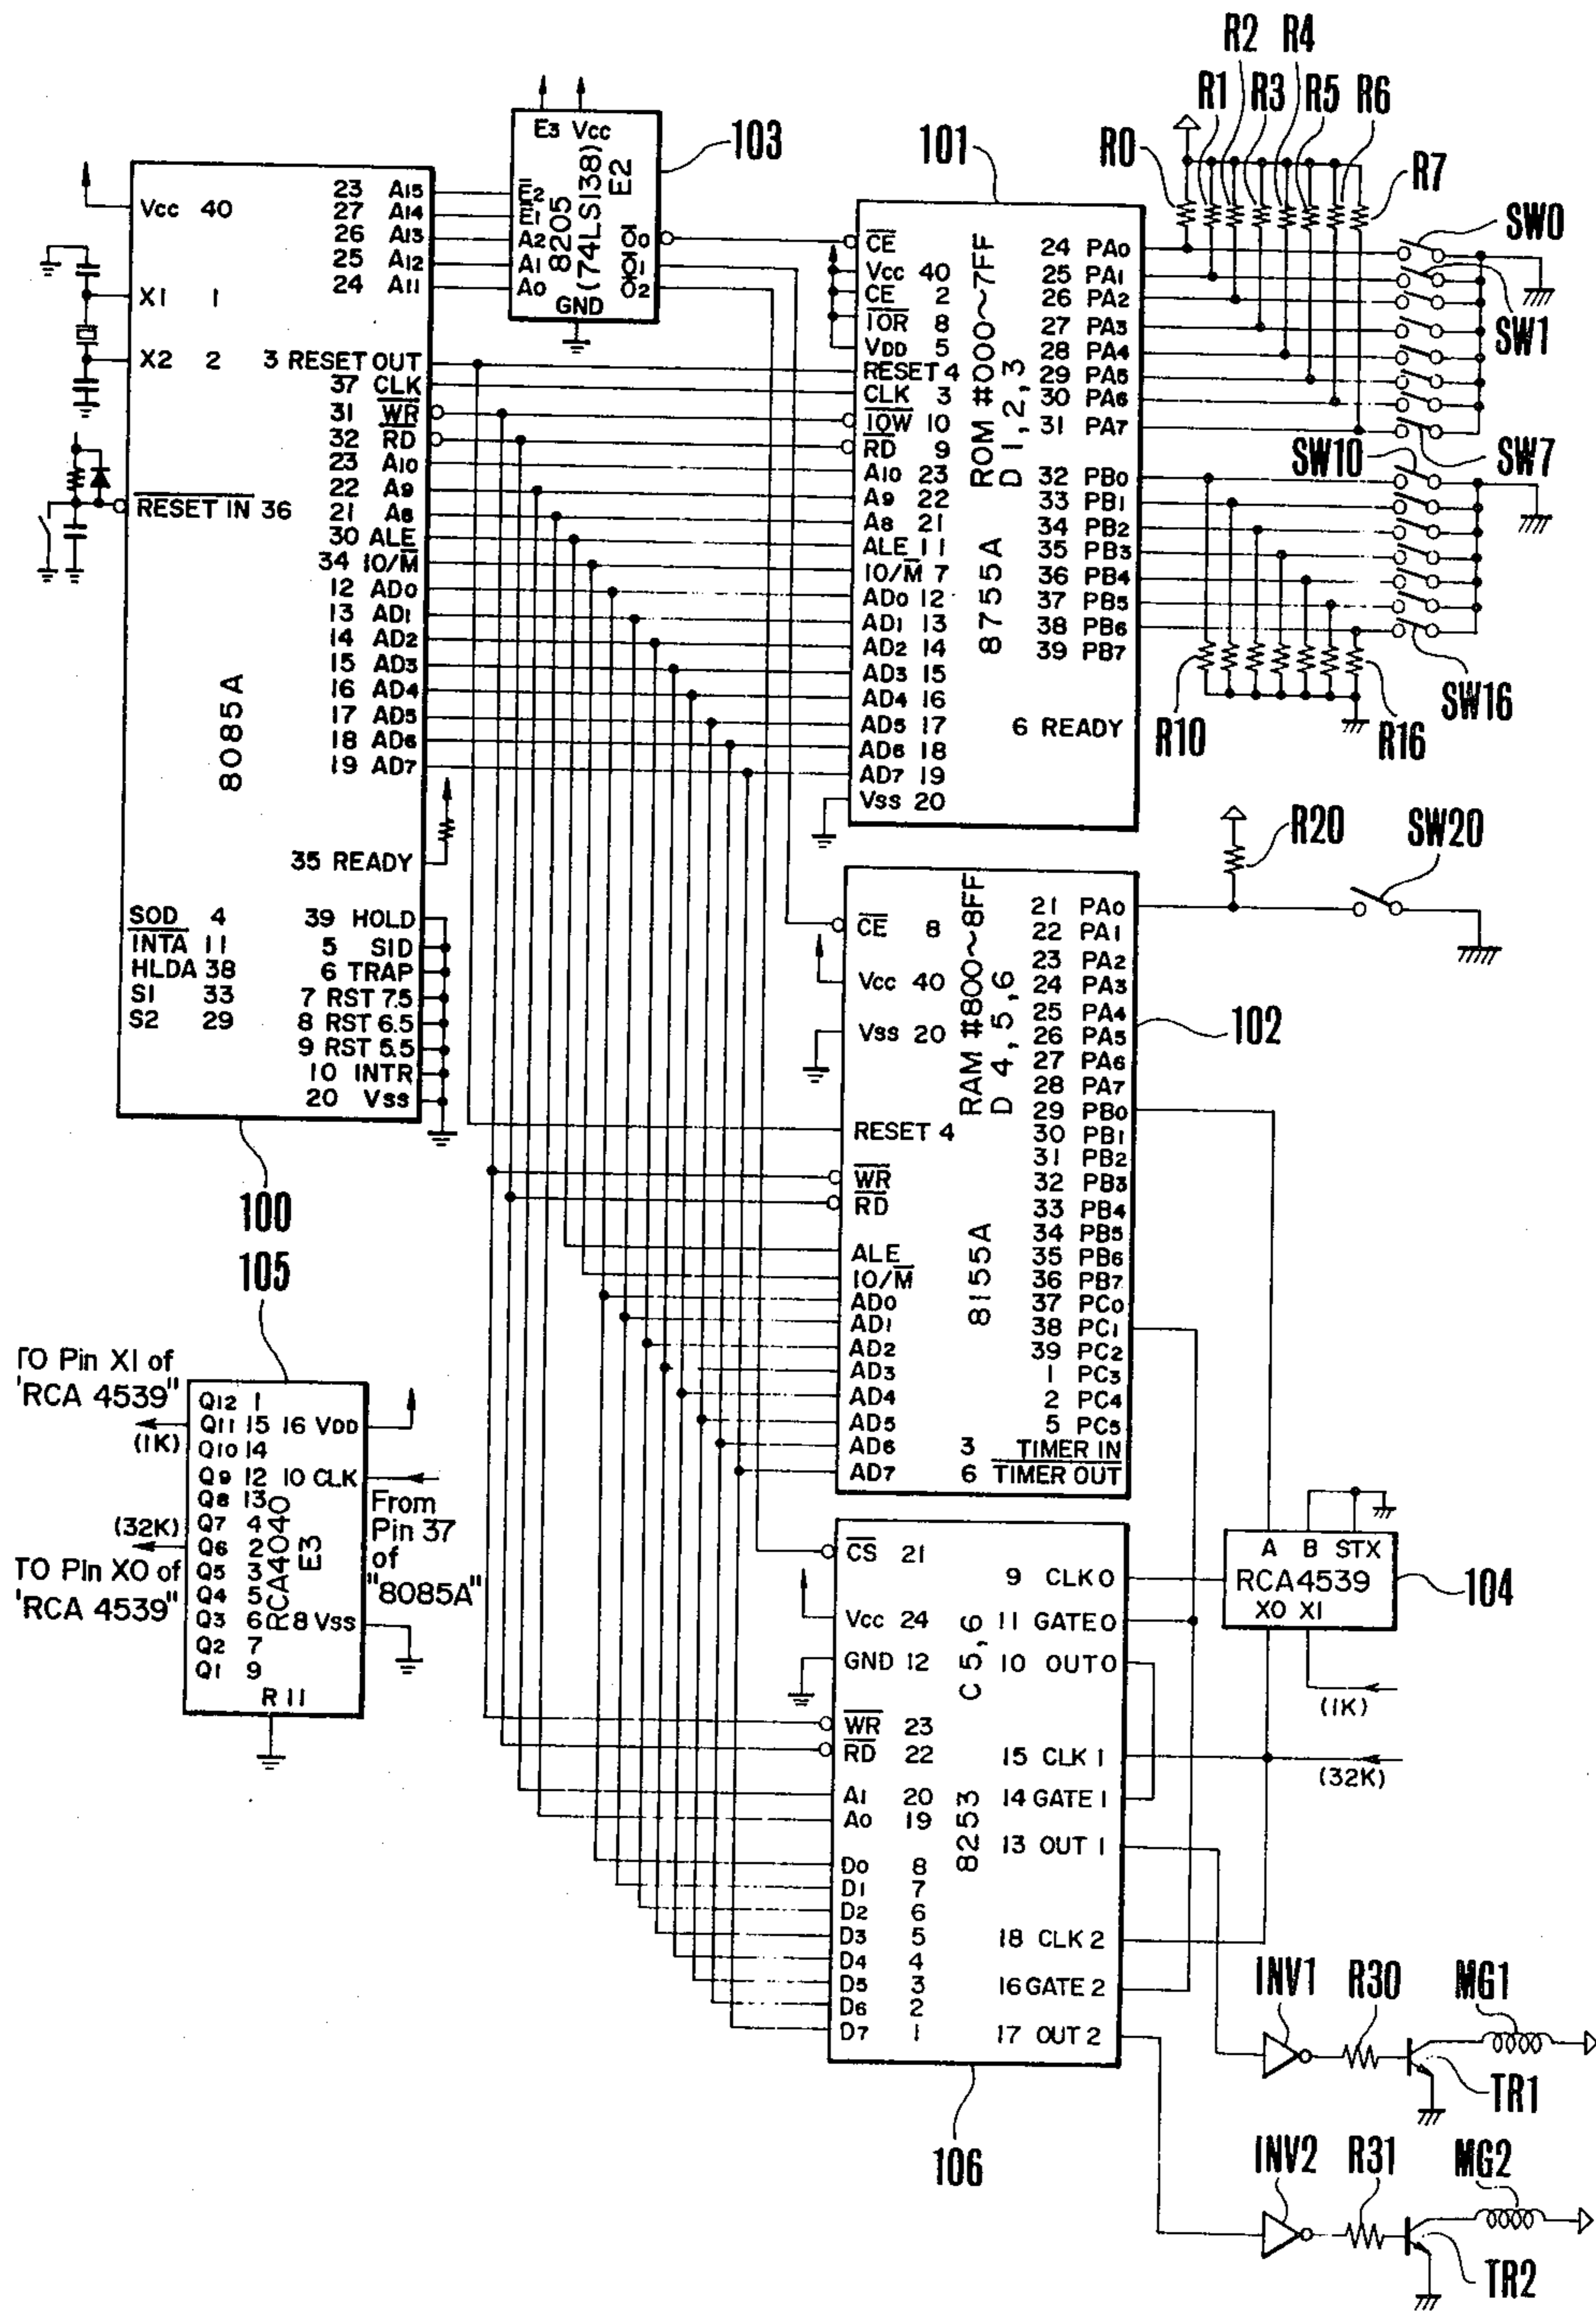 R2 R4
R1 R3 R5 R6
R0
R7
103
101
E3 Vcc
E̅2
E̅1
A2
A1
A0
8205
(74LS138)
E2
O̅0
O̅1
O̅2
GND
Vcc 40
X1 1
X2 2
RESET IN 36
8085A
SOD 4
INTA 11
HLDA 38
S1 33
S2 29
23 A15
27 A14
26 A13
25 A12
24 A11
3 RESET OUT
37 CLK
31 WR
32 RD
23 A10
22 A9
21 A8
30 ALE
34 IO/M
12 AD0
13 AD1
14 AD2
15 AD3
16 AD4
17 AD5
18 AD6
19 AD7
35 READY
39 HOLD
5 SID
6 TRAP
7 RST 7.5
8 RST 6.5
9 RST 5.5
10 INTR
20 Vss
100
CE
Vcc 40
CE 2
IOR 8
VDD 5
RESET 4
CLK 3
IOW 10
RD 9
A10 23
A9 22
A8 21
ALE 11
IO/M 7
AD0 12
AD1 13
AD2 14
AD3 15
AD4 16
AD5 17
AD6 18
AD7 19
Vss 20
8755A
ROM #000~7FF
D 1, 2, 3
24 PA0
25 PA1
26 PA2
27 PA3
28 PA4
29 PA5
30 PA6
31 PA7
32 PB0
33 PB1
34 PB2
35 PB3
36 PB4
37 PB5
38 PB6
39 PB7
6 READY
SW0
SW1
SW7
SW10
SW16
R10
R16
R20
SW20
CE 8
Vcc 40
Vss 20
RESET 4
WR
RD
ALE
IO/M
AD0
AD1
AD2
AD3
AD4
AD5
AD6
AD7
8155A
RAM #800~8FF
D 4, 5, 6
21 PA0
22 PA1
23 PA2
24 PA3
25 PA4
26 PA5
27 PA6
28 PA7
29 PB0
30 PB1
31 PB2
32 PB3
33 PB4
34 PB5
35 PB6
36 PB7
37 PC0
38 PC1
39 PC2
1 PC3
2 PC4
5 PC5
3 TIMER IN
6 TIMER OUT
102
105
TO Pin X1 of
'RCA 4539"
(1K)
(32K)
TO Pin X0 of
'RCA 4539"
Q12 1
Q11 15
Q10 14
Q9 12
Q8 13
Q7 4
Q6 2
Q5 3
Q4 5
Q3 6
Q2 7
Q1 9
RCA4040
E3
16 VDD
10 CLK
8 Vss
R 11
From
Pin 37
of
"8085A"
CS 21
Vcc 24
GND 12
WR 23
RD 22
A1 20
A0 19
D0 8
D1 7
D2 6
D3 5
D4 4
D5 3
D6 2
D7 1
8253
C 5, 6
9 CLK 0
11 GATE 0
10 OUT 0
15 CLK 1
14 GATE 1
13 OUT 1
18 CLK 2
16 GATE 2
17 OUT 2
106
A B STX
RCA4539
X0 X1
104
(1K)
(32K)
INV1 R30 MG1
TR1
INV2 R31 MG2
TR2